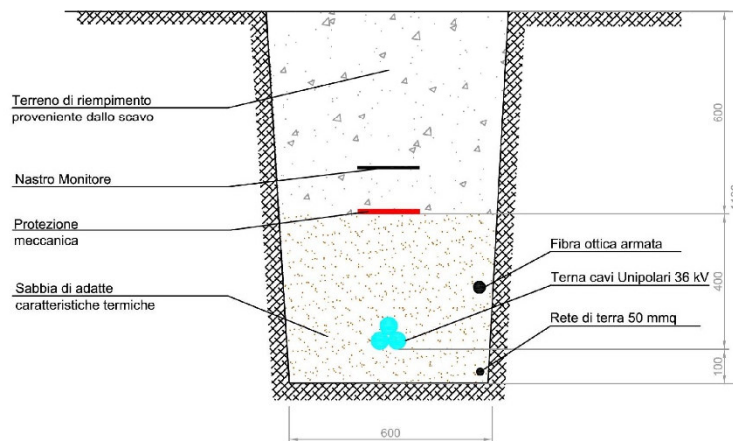 Terreno di riempimento
proveniente dallo scavo
Nastro Monitore
Protezione
meccanica
Sabbia di adatte
caratteristiche termiche
Fibra ottica armata
Terna cavi Unipolari 36 kV
Rete di terra 50 mmq
600
400
100
600